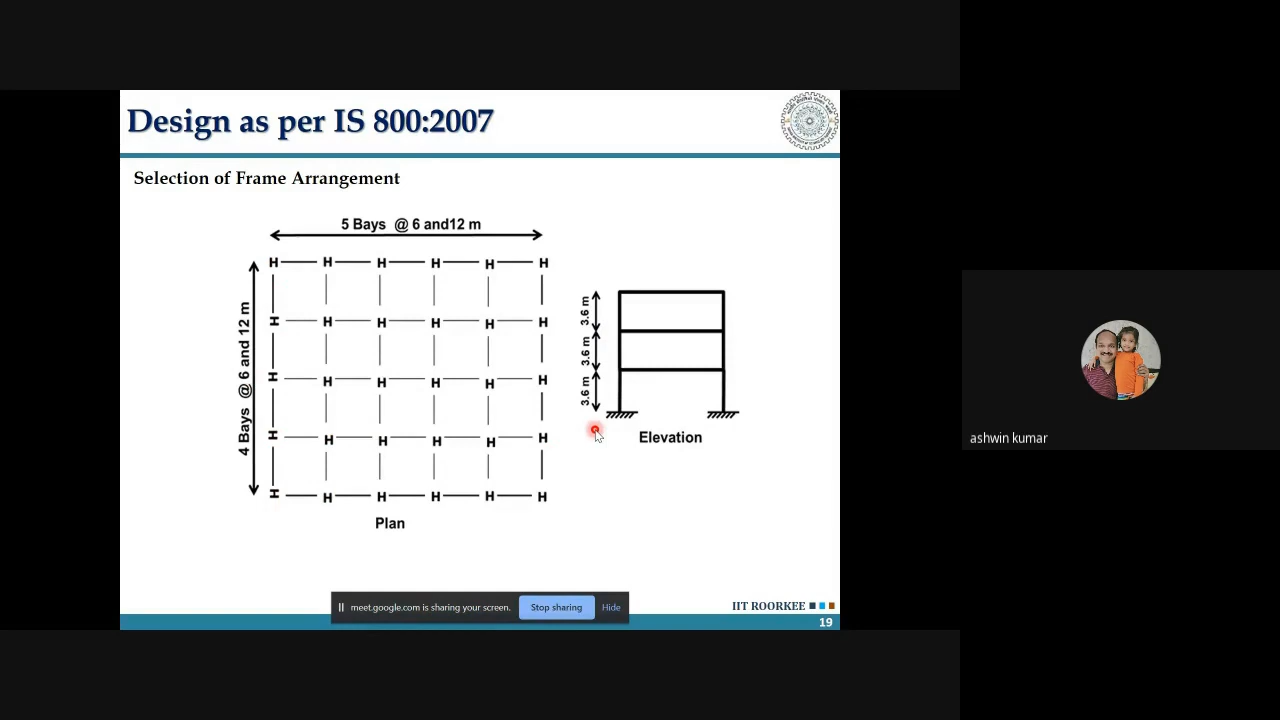 Design as per IS 800:2007
Selection of Frame Arrangement
5 Bays @ 6 and12 m
4 Bays @ 6 and 12 m
H H H H H H
H H H H H H
H H H H H H
H H H H H H
H H H H H H
Plan
3.6 m
3.6 m
3.6 m
Elevation
meet.google.com is sharing your screen. Stop sharing Hide
IIT ROORKEE
19
ashwin kumar